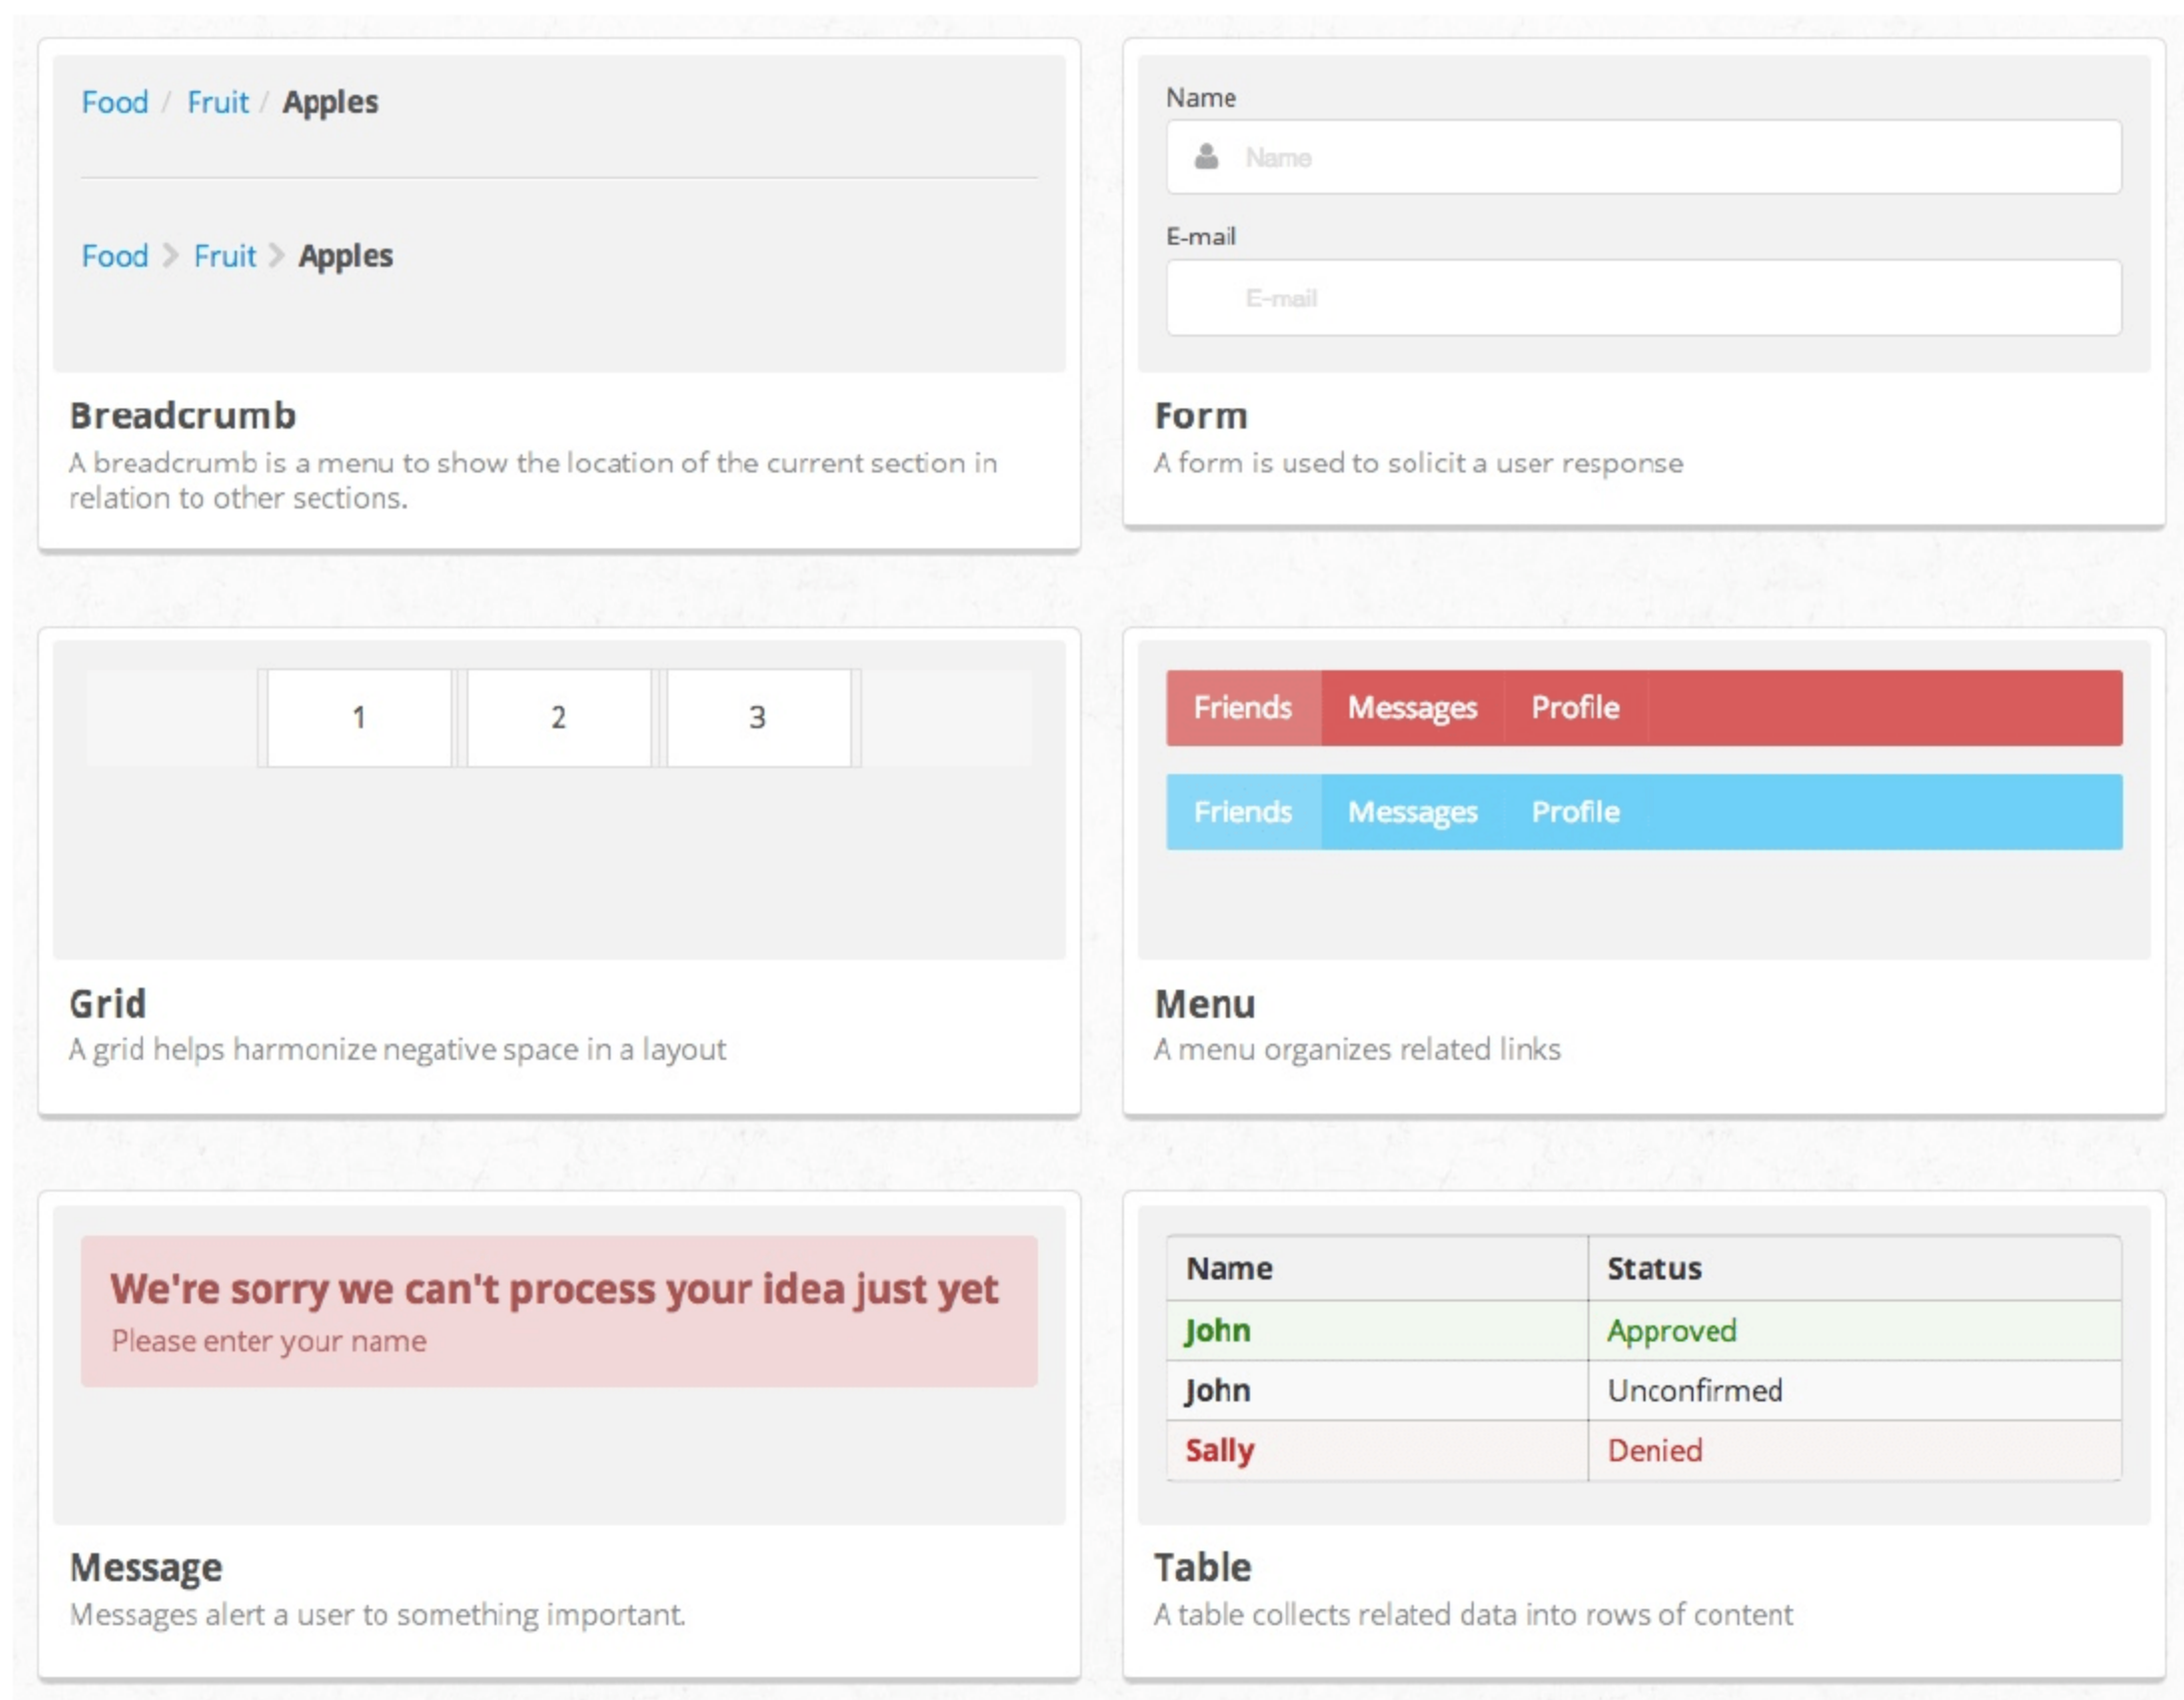 Food / Fruit / Apples
Food > Fruit > Apples
Breadcrumb
A breadcrumb is a menu to show the location of the current section in
relation to other sections.
Name
Name
E-mail
E-mail
Form
A form is used to solicit a user response
1 2 3
Grid
A grid helps harmonize negative space in a layout
Friends Messages Profile
Friends Messages Profile
Menu
A menu organizes related links
We're sorry we can't process your idea just yet
Please enter your name
Message
Messages alert a user to something important.
Name Status
John Approved
John Unconfirmed
Sally Denied
Table
A table collects related data into rows of content